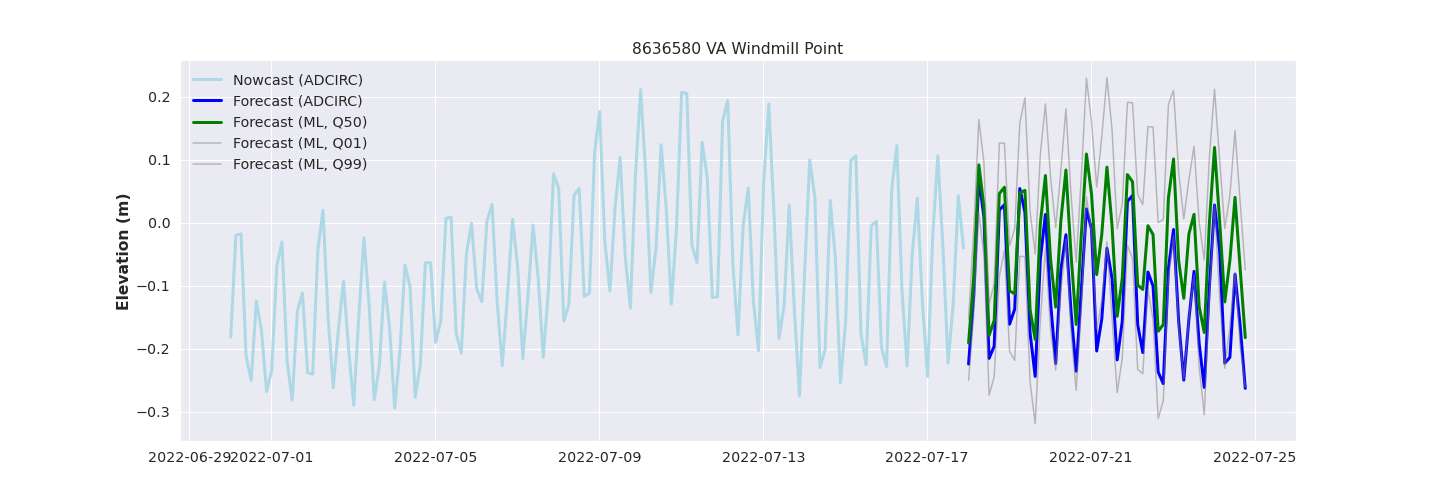 8636580 VA Windmill Point
Nowcast (ADCIRC)
Forecast (ADCIRC)
Forecast (ML, Q50)
Forecast (ML, Q01)
Forecast (ML, Q99)
Elevation (m)
0.2
0.1
0.0
−0.1
−0.2
−0.3
2022-06-29 2022-07-01 2022-07-05 2022-07-09 2022-07-13 2022-07-17 2022-07-21 2022-07-25